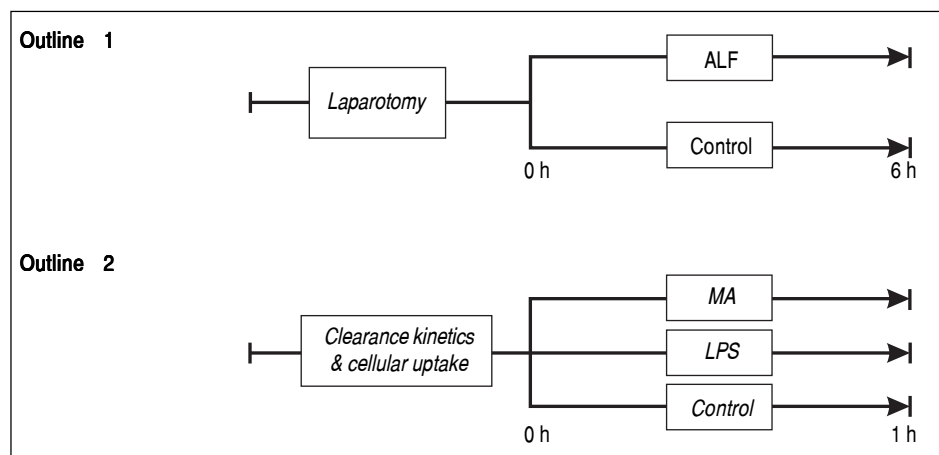 Outline 1
Laparotomy
ALF
Control
0 h
6 h
Outline 2
Clearance kinetics
& cellular uptake
MA
LPS
Control
0 h
1 h